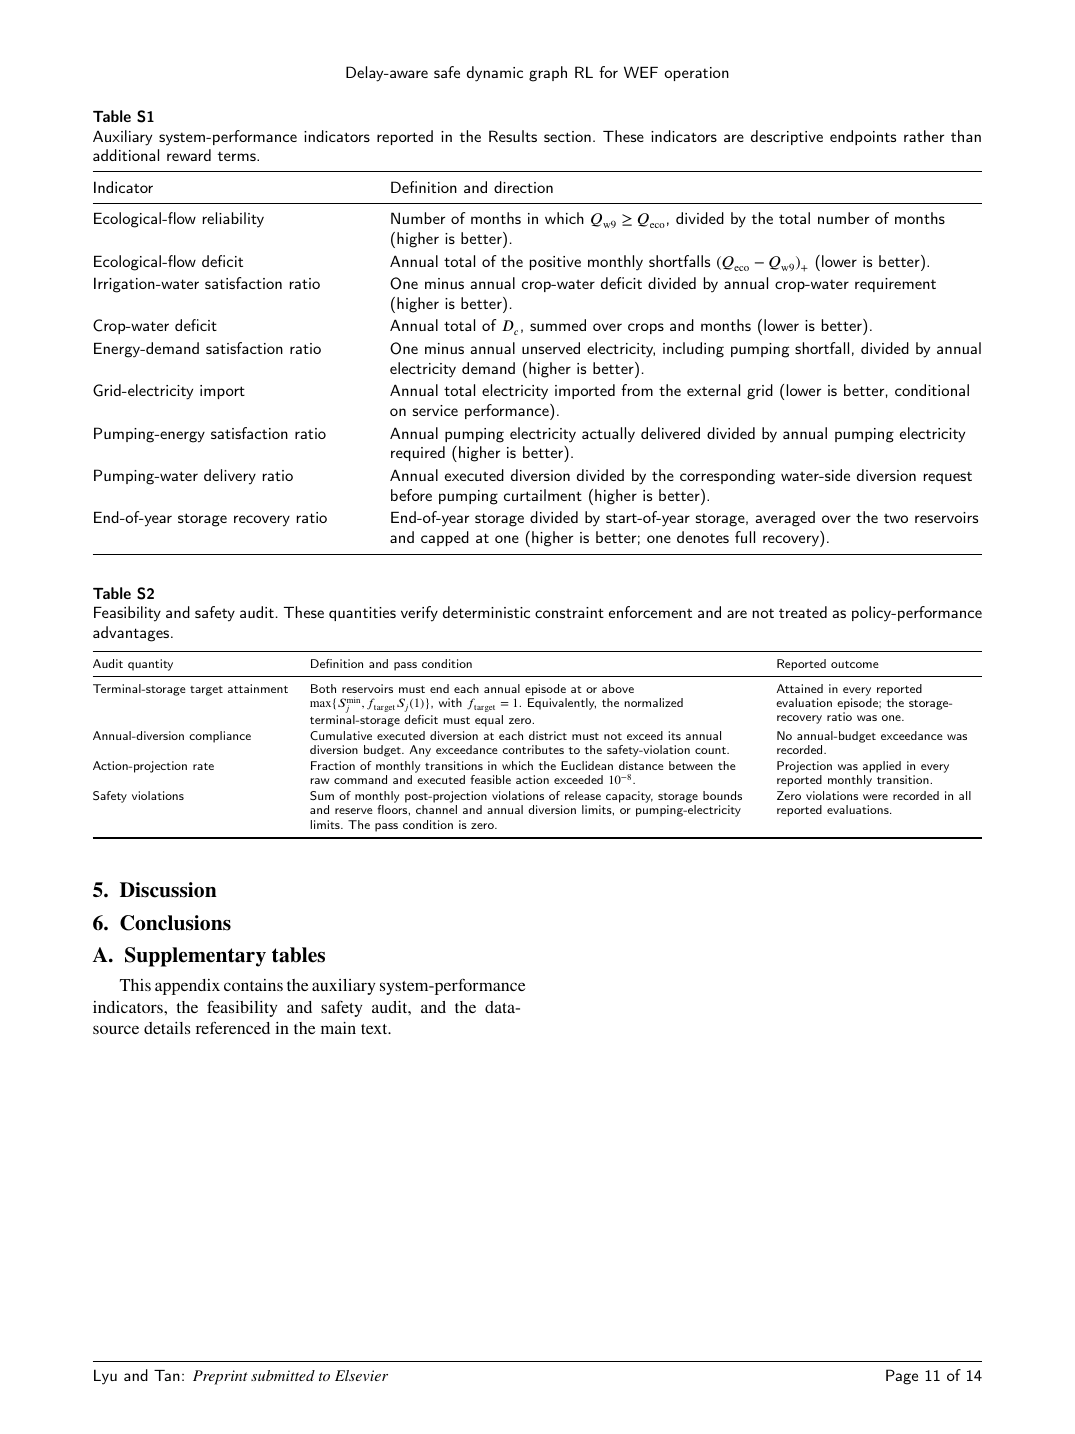 Delay-aware safe dynamic graph RL for WEF operation
Table S1
Auxiliary system-performance indicators reported in the Results section. These indicators are descriptive endpoints rather than
additional reward terms.
Indicator Definition and direction
Ecological-flow reliability Number of months in which Q_w9 ≥ Q_eco, divided by the total number of months
(higher is better).
Ecological-flow deficit Annual total of the positive monthly shortfalls (Q_eco − Q_w9)_+ (lower is better).
Irrigation-water satisfaction ratio One minus annual crop-water deficit divided by annual crop-water requirement
(higher is better).
Crop-water deficit Annual total of D_c, summed over crops and months (lower is better).
Energy-demand satisfaction ratio One minus annual unserved electricity, including pumping shortfall, divided by annual
electricity demand (higher is better).
Grid-electricity import Annual total electricity imported from the external grid (lower is better, conditional
on service performance).
Pumping-energy satisfaction ratio Annual pumping electricity actually delivered divided by annual pumping electricity
required (higher is better).
Pumping-water delivery ratio Annual executed diversion divided by the corresponding water-side diversion request
before pumping curtailment (higher is better).
End-of-year storage recovery ratio End-of-year storage divided by start-of-year storage, averaged over the two reservoirs
and capped at one (higher is better; one denotes full recovery).
Table S2
Feasibility and safety audit. These quantities verify deterministic constraint enforcement and are not treated as policy-performance
advantages.
Audit quantity Definition and pass condition Reported outcome
Terminal-storage target attainment Both reservoirs must end each annual episode at or above Attained in every reported
max{S_j^min, f_target S_j(1)}, with f_target = 1. Equivalently, the normalized evaluation episode; the storage-
terminal-storage deficit must equal zero. recovery ratio was one.
Annual-diversion compliance Cumulative executed diversion at each district must not exceed its annual No annual-budget exceedance was
diversion budget. Any exceedance contributes to the safety-violation count. recorded.
Action-projection rate Fraction of monthly transitions in which the Euclidean distance between the Projection was applied in every
raw command and executed feasible action exceeded 10⁻⁸. reported monthly transition.
Safety violations Sum of monthly post-projection violations of release capacity, storage bounds Zero violations were recorded in all
and reserve floors, channel and annual diversion limits, or pumping-electricity reported evaluations.
limits. The pass condition is zero.
5. Discussion
6. Conclusions
A. Supplementary tables
This appendix contains the auxiliary system-performance
indicators, the feasibility and safety audit, and the data-
source details referenced in the main text.
Lyu and Tan: Preprint submitted to Elsevier Page 11 of 14